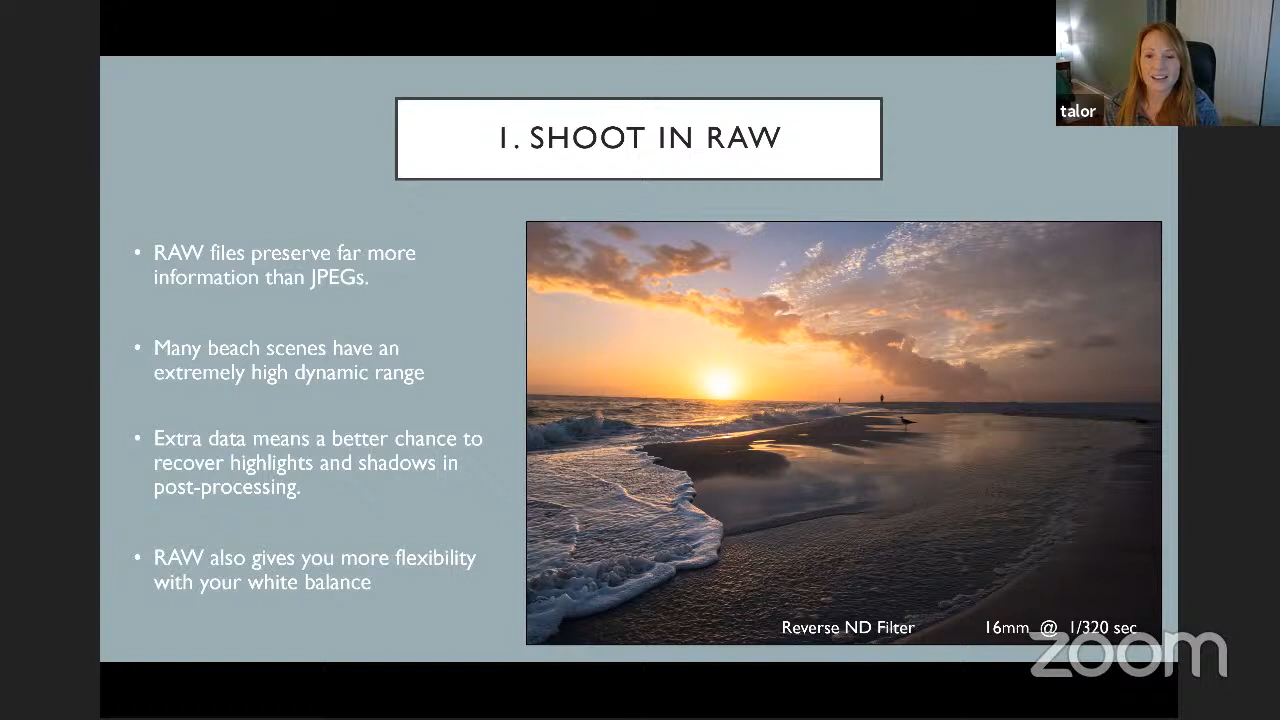 talor
1. SHOOT IN RAW
• RAW files preserve far more
information than JPEGs.
• Many beach scenes have an
extremely high dynamic range
• Extra data means a better chance to
recover highlights and shadows in
post-processing.
• RAW also gives you more flexibility
with your white balance
Reverse ND Filter
16mm @ 1/320 sec
zoom